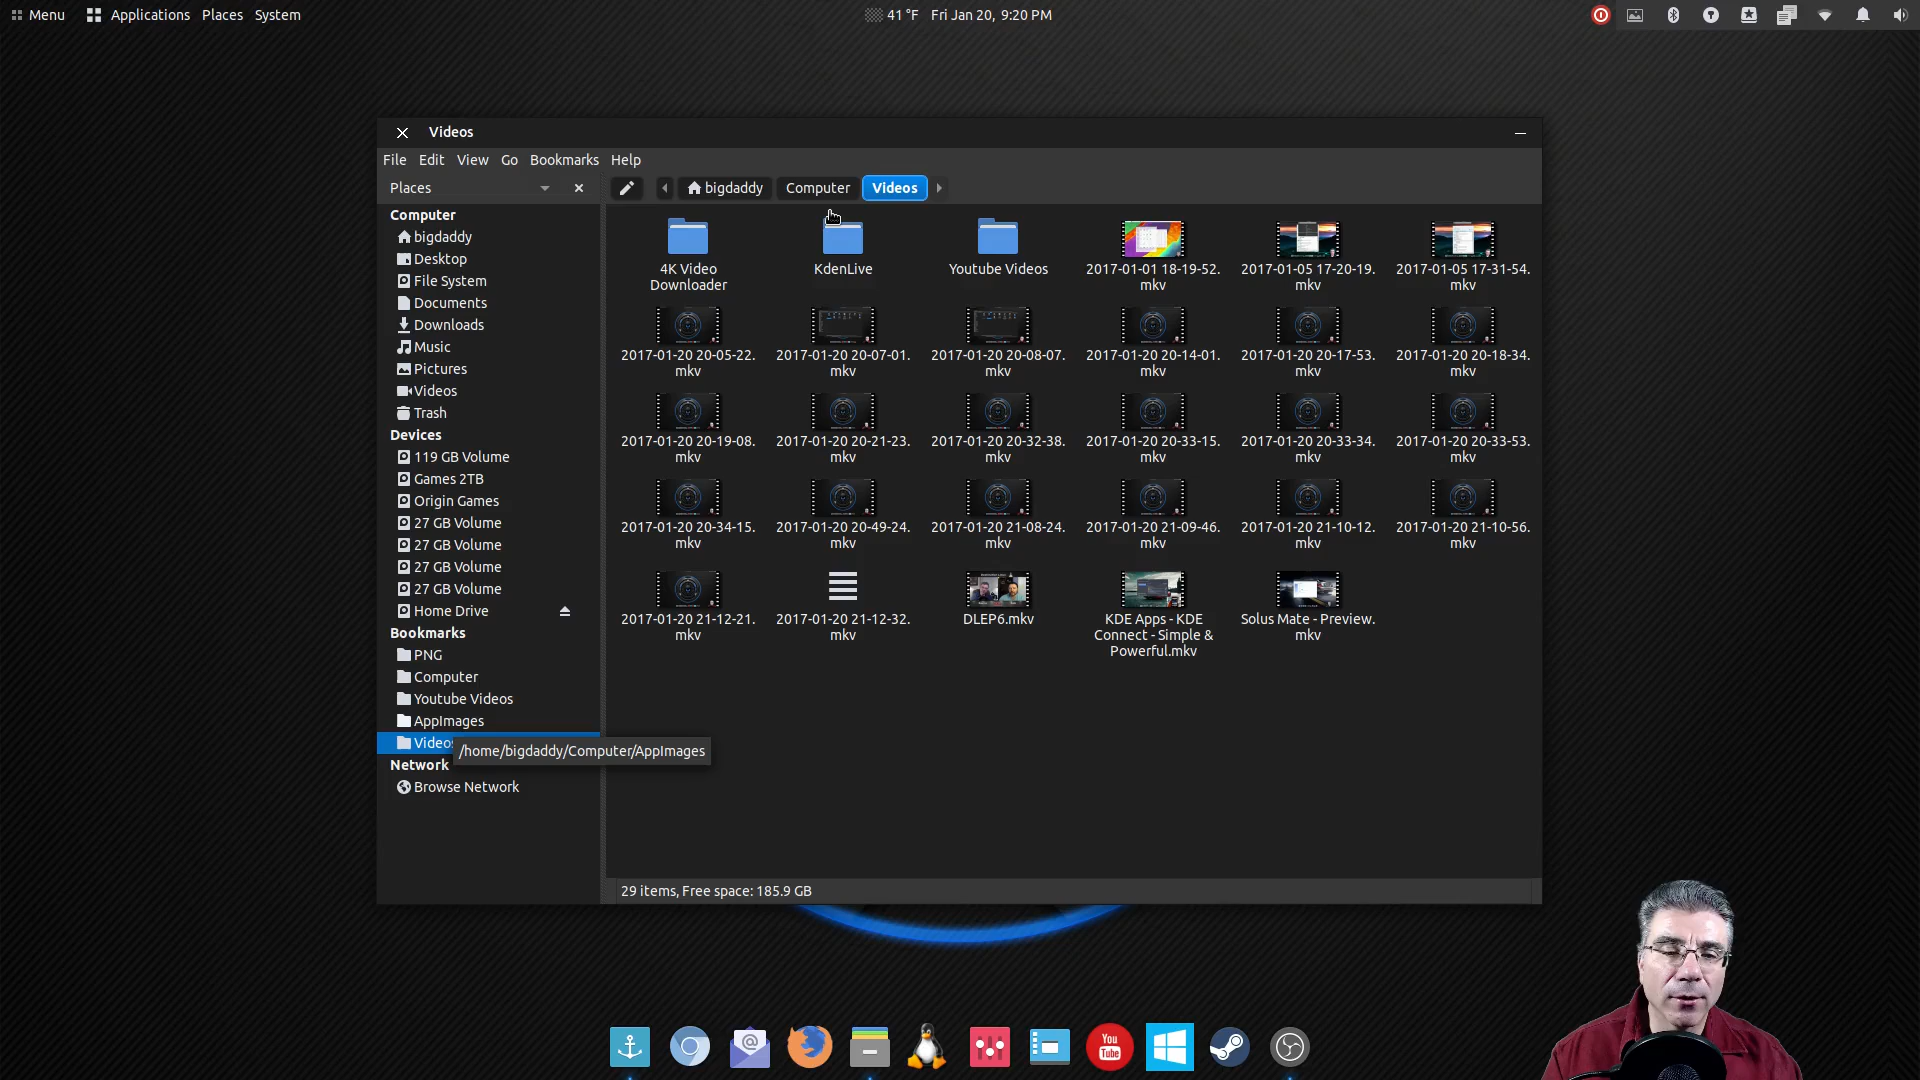 Menu Applications Places System
41 °F Fri Jan 20, 9:20 PM
Videos
File Edit View Go Bookmarks Help
Places
bigdaddy Computer Videos
Computer
bigdaddy
Desktop
File System
Documents
Downloads
Music
Pictures
Videos
Trash
Devices
119 GB Volume
Games 2TB
Origin Games
27 GB Volume
27 GB Volume
27 GB Volume
27 GB Volume
Home Drive
Bookmarks
PNG
Computer
Youtube Videos
AppImages
Videos
/home/bigdaddy/Computer/AppImages
Network
Browse Network
4K Video
Downloader
KdenLive
Youtube Videos
2017-01-01 18-19-52.
mkv
2017-01-05 17-20-19.
mkv
2017-01-05 17-31-54.
mkv
2017-01-20 20-05-22.
mkv
2017-01-20 20-07-01.
mkv
2017-01-20 20-08-07.
mkv
2017-01-20 20-14-01.
mkv
2017-01-20 20-17-53.
mkv
2017-01-20 20-18-34.
mkv
2017-01-20 20-19-08.
mkv
2017-01-20 20-21-23.
mkv
2017-01-20 20-32-38.
mkv
2017-01-20 20-33-15.
mkv
2017-01-20 20-33-34.
mkv
2017-01-20 20-33-53.
mkv
2017-01-20 20-34-15.
mkv
2017-01-20 20-49-24.
mkv
2017-01-20 21-08-24.
mkv
2017-01-20 21-09-46.
mkv
2017-01-20 21-10-12.
mkv
2017-01-20 21-10-56.
mkv
2017-01-20 21-12-21.
mkv
2017-01-20 21-12-32.
mkv
DLEP6.mkv
KDE Apps - KDE
Connect - Simple &
Powerful.mkv
Solus Mate - Preview.
mkv
29 items, Free space: 185.9 GB
You
Tube